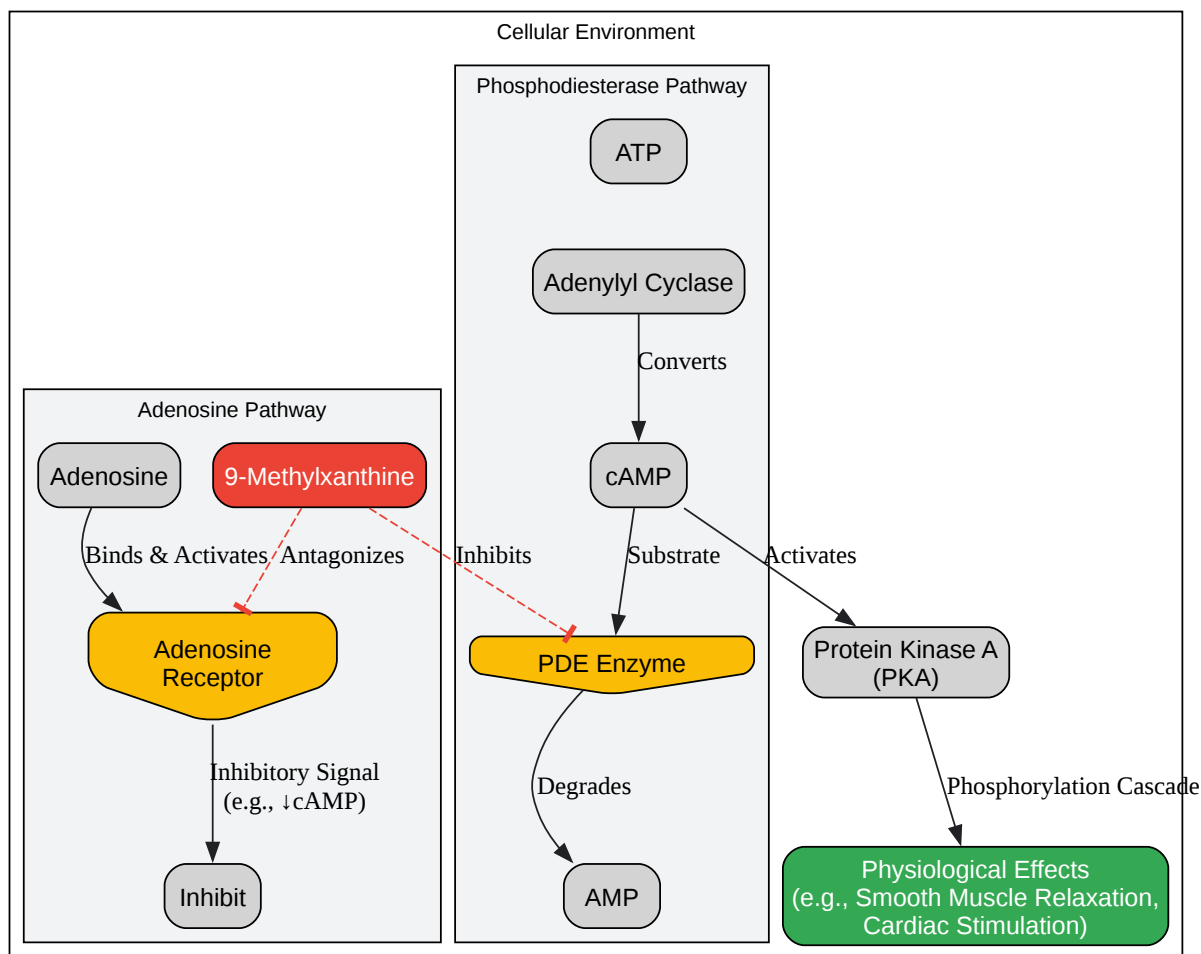 Cellular Environment
Phosphodiesterase Pathway
ATP
Adenylyl Cyclase
Converts
Adenosine Pathway
Adenosine
9-Methylxanthine
cAMP
Binds & Activates
Antagonizes
Inhibits
Substrate
Activates
Adenosine
Receptor
PDE Enzyme
Protein Kinase A
(PKA)
Inhibitory Signal
(e.g., ↓cAMP)
Degrades
Phosphorylation Cascade
Inhibit
AMP
Physiological Effects
(e.g., Smooth Muscle Relaxation,
Cardiac Stimulation)